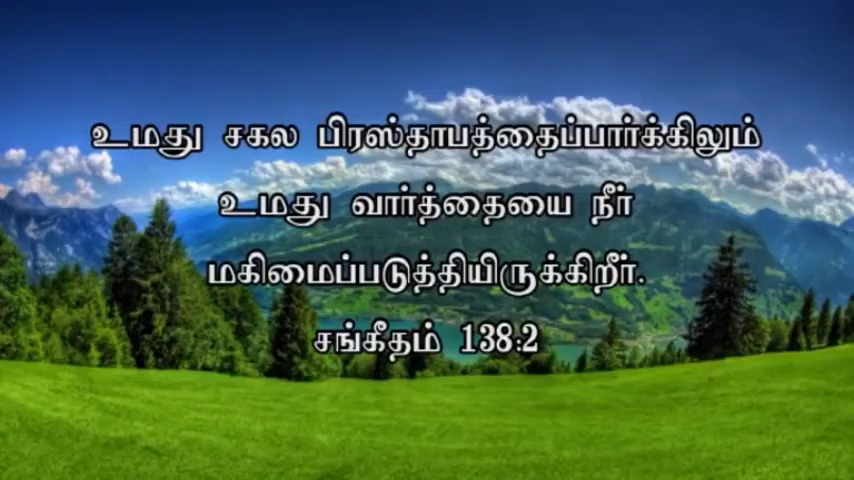 உமது சகல பிரஸ்தாபத்தைப்பார்க்கிலும்
உமது வார்த்தையை நீர்
மகிமைப்படுத்தியிருக்கிறீர்.
சங்கீதம் 138:2